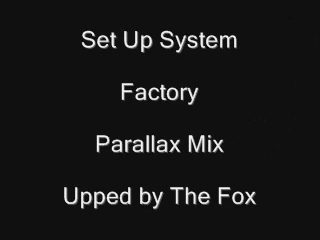 Set Up System
Factory
Parallax Mix
Upped by The Fox